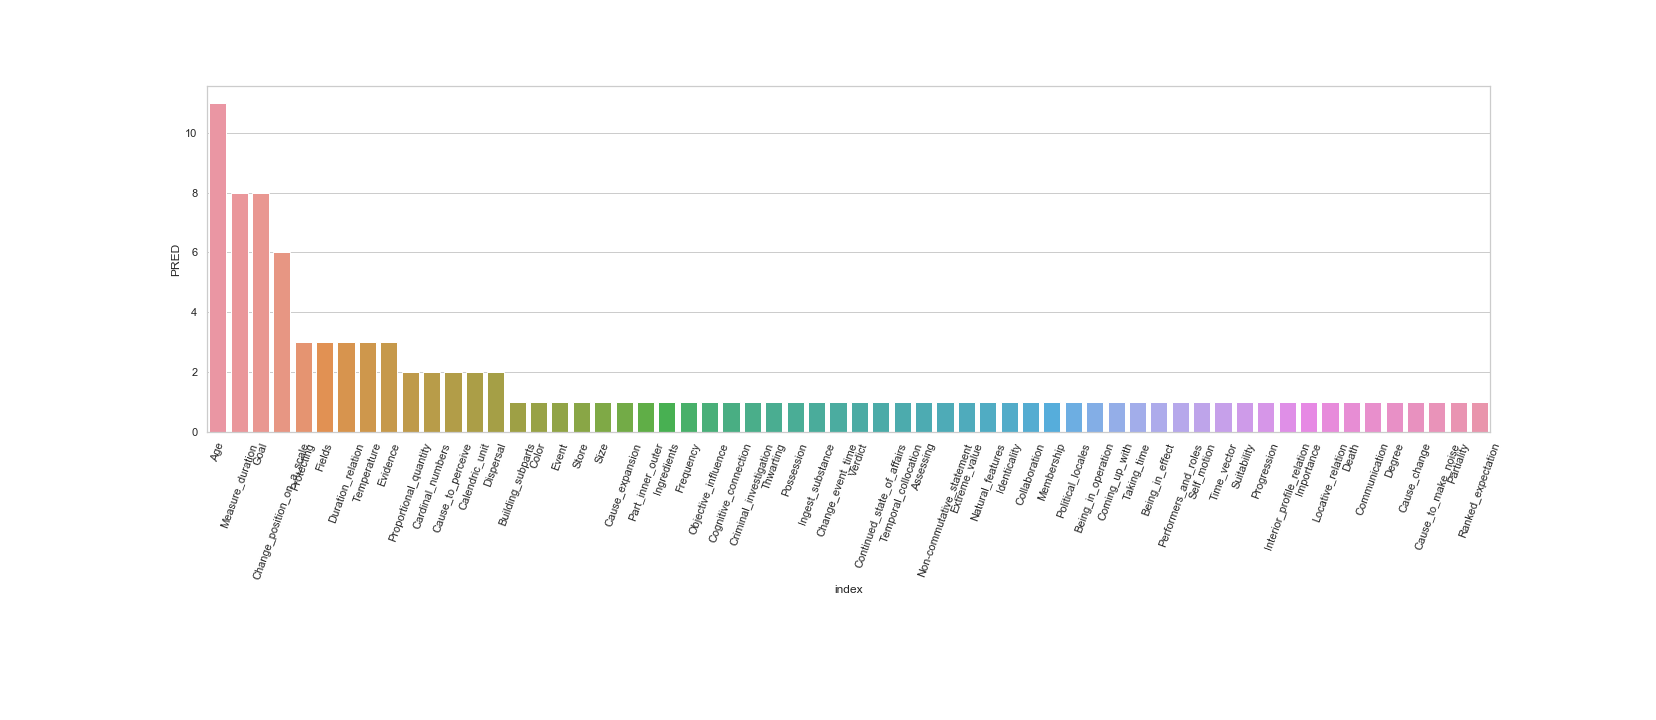 PRED
10
8
6
4
2
0
Age
Measure_duration
Goal
Change_position_on_a_scale
Protecting
Fields
Duration_relation
Temperature
Evidence
Proportional_quantity
Cardinal_numbers
Cause_to_perceive
Calendric_unit
Dispersal
Building_subparts
Color
Event
Store
Size
Cause_expansion
Part_inner_outer
Ingredients
Frequency
Objective_influence
Cognitive_connection
Criminal_investigation
Thwarting
Possession
Ingest_substance
Change_event_time
Verdict
Continued_state_of_affairs
Temporal_collocation
Assessing
Non-commutative_statement
Extreme_value
Natural_features
Identicality
Collaboration
Membership
Political_locales
Being_in_operation
Coming_up_with
Taking_time
Being_in_effect
Performers_and_roles
Self_motion
Time_vector
Suitability
Progression
Interior_profile_relation
Importance
Locative_relation
Death
Communication
Degree
Cause_change
Cause_to_make_noise
Partiality
Ranked_expectation
index